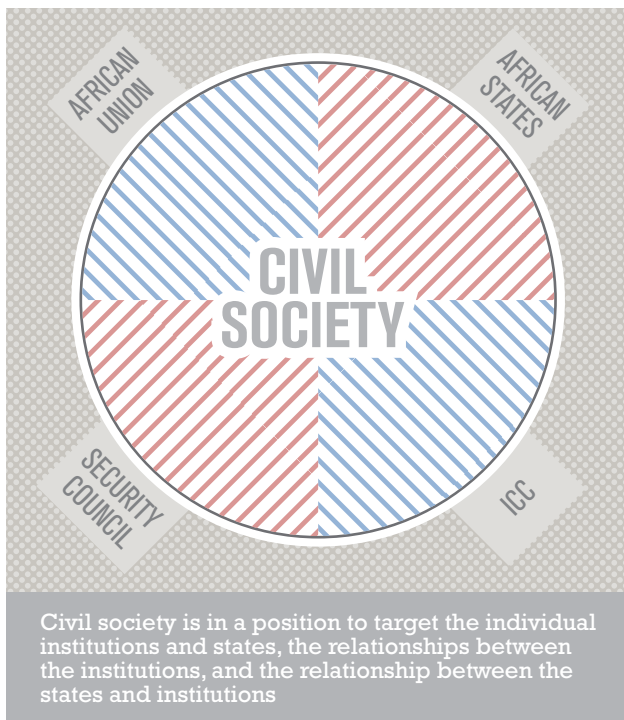 AFRICAN
UNION
AFRICAN
STATES
CIVIL
SOCIETY
SECURITY
COUNCIL
ICC
Civil society is in a position to target the individual
institutions and states, the relationships between
the institutions, and the relationship between the
states and institutions